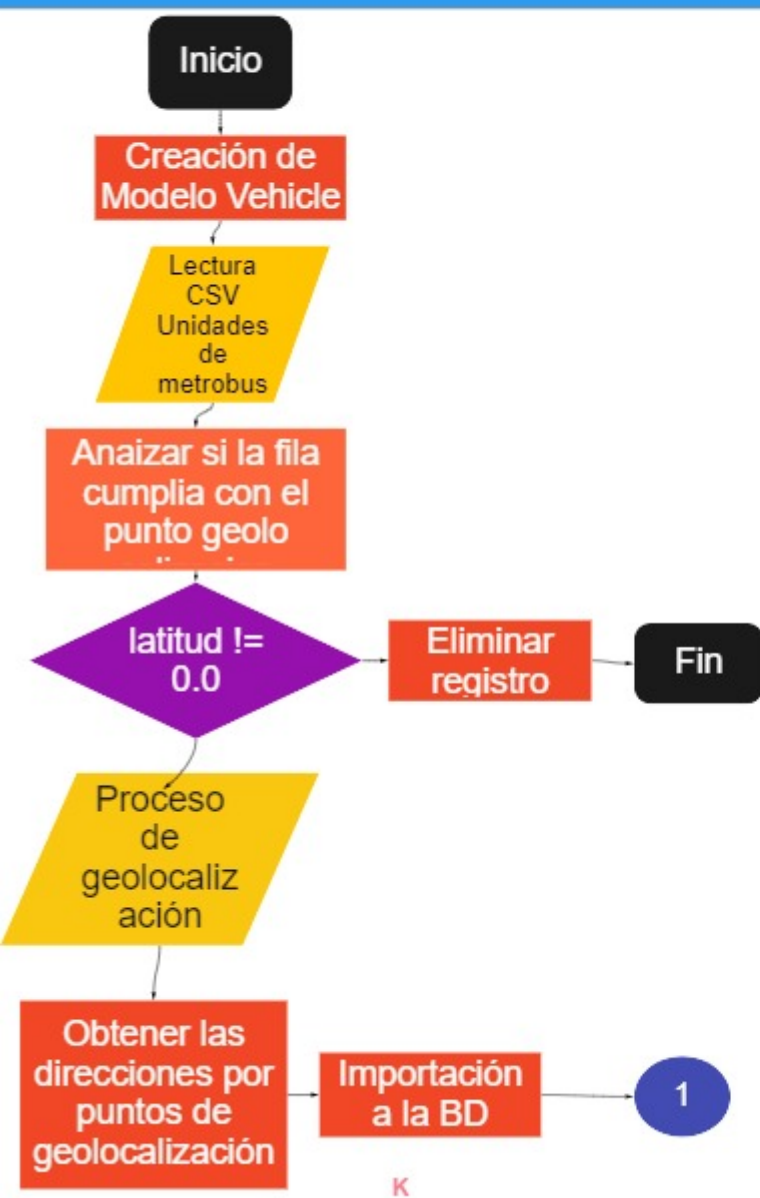 Inicio
Creación de
Modelo Vehicle
Lectura
CSV
Unidades
de
metrobus
Anaizar si la fila
cumplia con el
punto geolo
latitud !=
0.0
Eliminar
registro
Fin
Proceso
de
geolocaliz
ación
Obtener las
direcciones por
puntos de
geolocalización
Importación
a la BD
1
K